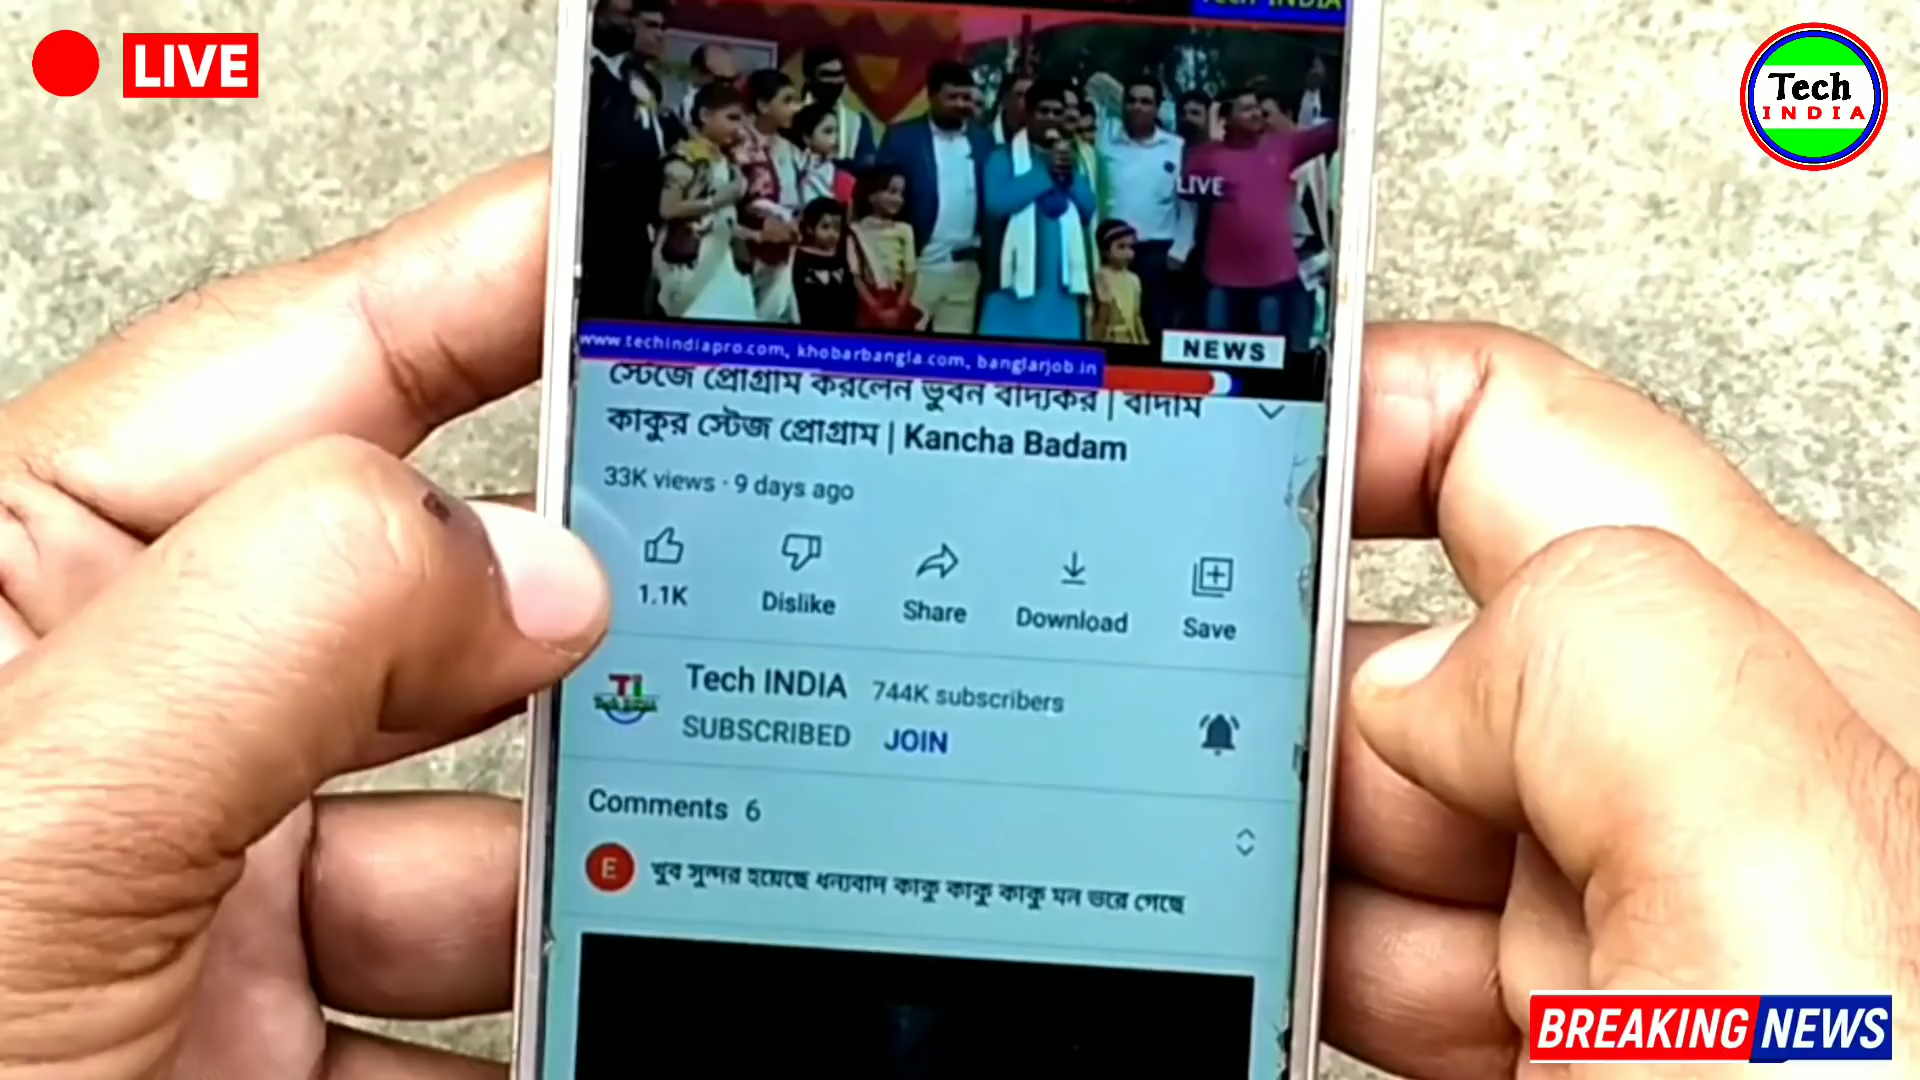 LIVE
Tech
INDIA
LIVE
NEWS
www.techindiapro.com, khobarbangla.com, banglarjob.in
স্টেজে প্রোগ্রাম করলেন ভুবন বাদ্যকর | বাদাম
কাকুর স্টেজ প্রোগ্রাম | Kancha Badam
33K views · 9 days ago
1.1K
Dislike
Share
Download
Save
Tech INDIA 744K subscribers
SUBSCRIBED JOIN
Comments 6
E
খুব সুন্দর হয়েছে ধন্যবাদ কাকু কাকু কাকু মন ভরে গেছে
BREAKING NEWS